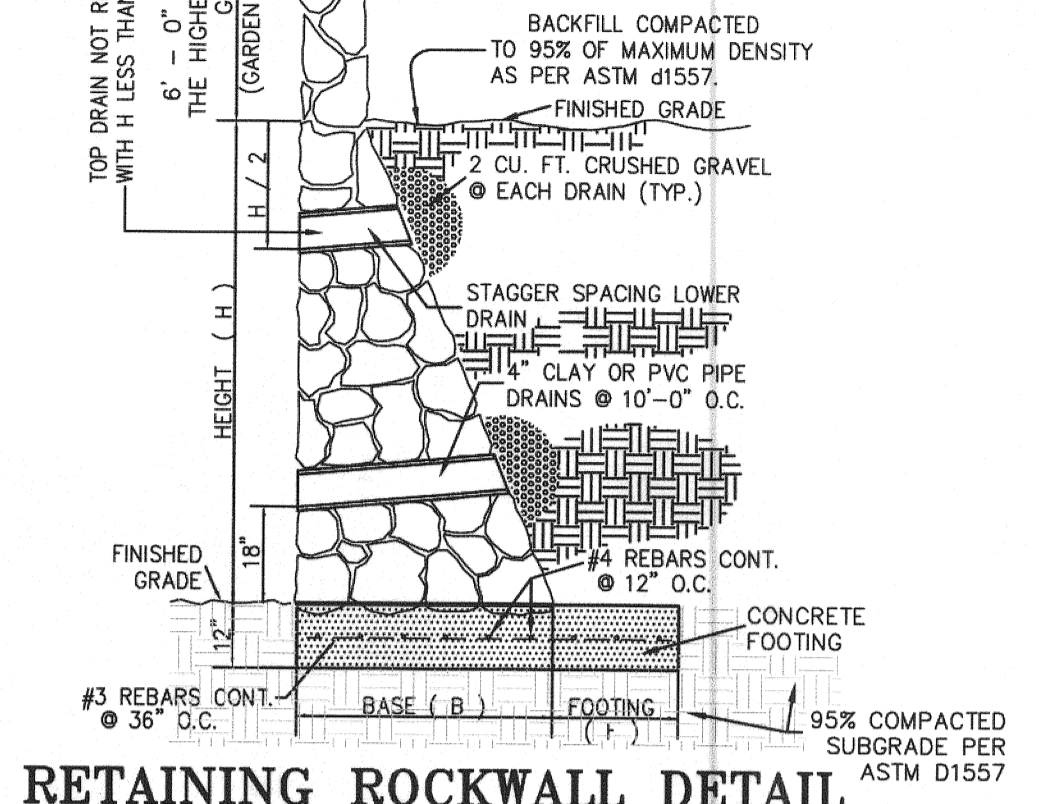 TOP DRAIN NOT R
WITH H LESS THAN
6' - 0"
THE HIGHE
G
(GARDEN
BACKFILL COMPACTED
TO 95% OF MAXIMUM DENSITY
AS PER ASTM d1557.
FINISHED GRADE
2 CU. FT. CRUSHED GRAVEL
@ EACH DRAIN (TYP.)
H / 2
STAGGER SPACING LOWER
DRAIN
HEIGHT ( H )
4" CLAY OR PVC PIPE
DRAINS @ 10'-0" O.C.
18"
FINISHED
GRADE
#4 REBARS CONT.
@ 12" O.C.
12"
CONCRETE
FOOTING
#3 REBARS CONT.
@ 36" O.C.
BASE ( B )
FOOTING
( F )
95% COMPACTED
SUBGRADE PER
ASTM D1557
RETAINING ROCKWALL DETAIL